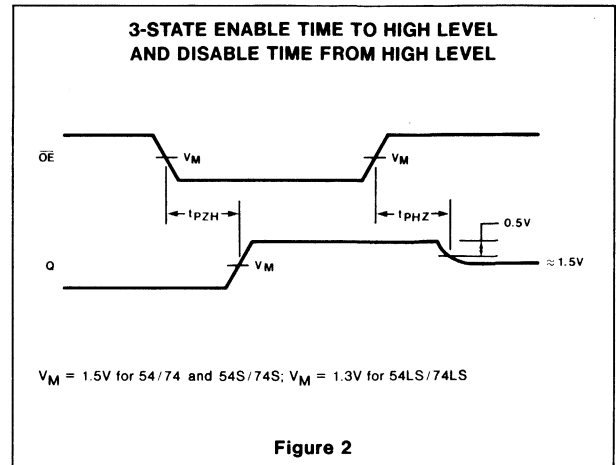 3-STATE ENABLE TIME TO HIGH LEVEL
AND DISABLE TIME FROM HIGH LEVEL
OE
VM
VM
tPZH
tPHZ
0.5V
Q
VM
≈1.5V
VM = 1.5V for 54/74 and 54S/74S; VM = 1.3V for 54LS/74LS
Figure 2